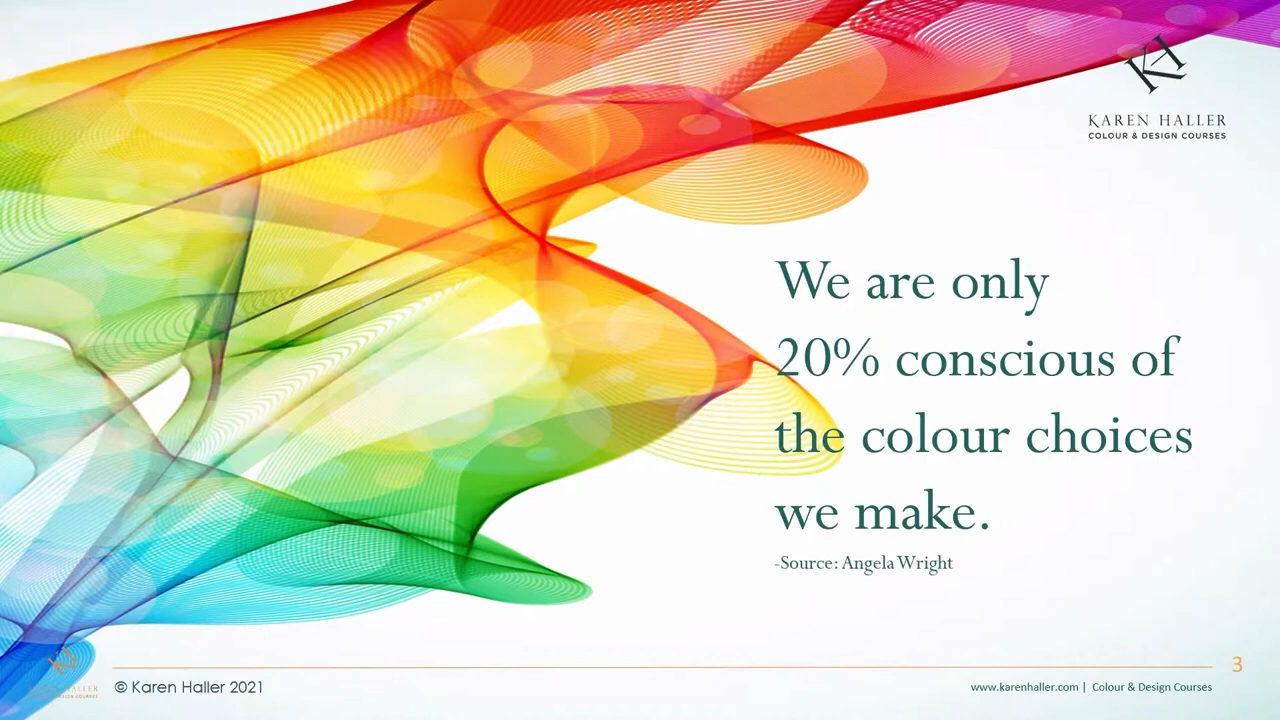 KAREN HALLER
COLOUR & DESIGN COURSES
We are only
20% conscious of
the colour choices
we make.
-Source: Angela Wright
3
© Karen Haller 2021
www.karenhaller.com | Colour & Design Courses